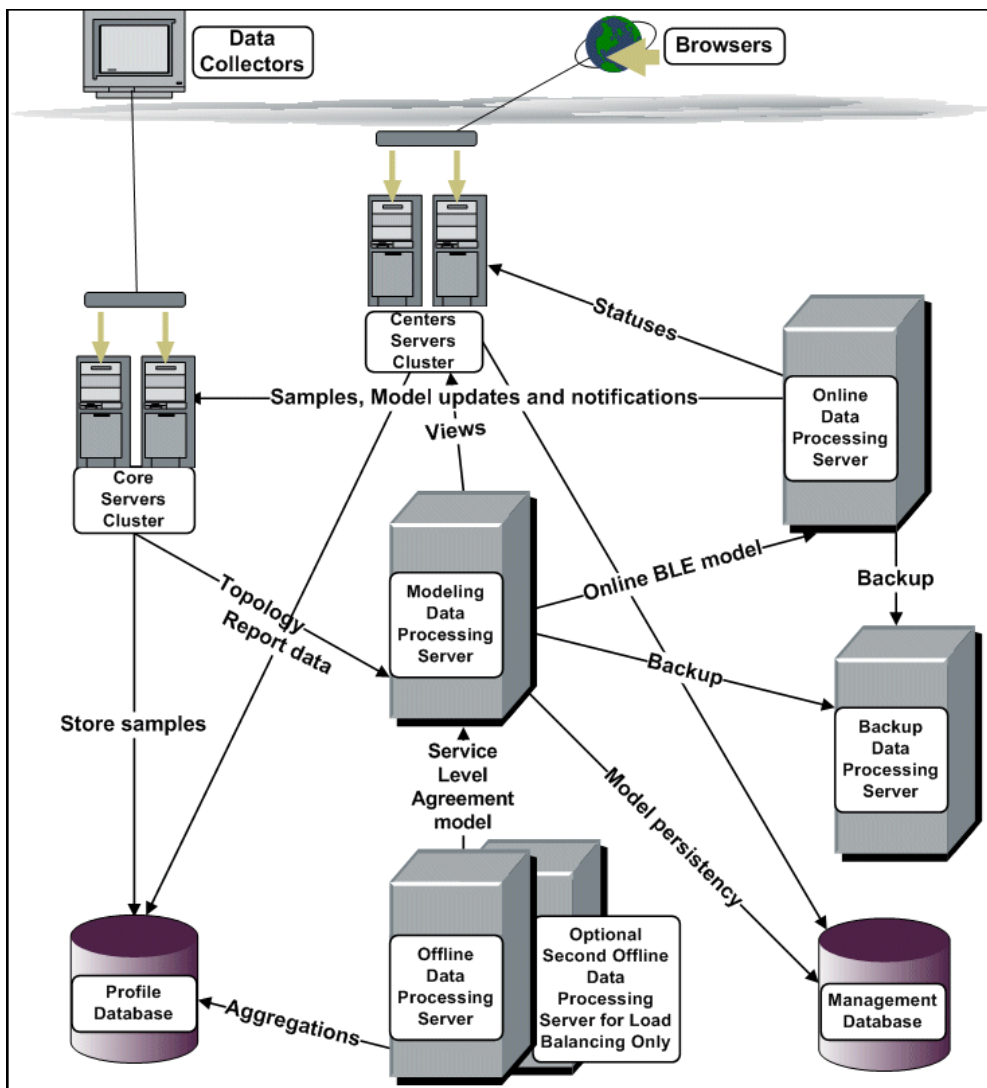 Data
Collectors
Browsers
Statuses
Centers
Servers
Cluster
Samples, Model updates and notifications
Online
Data
Processing
Server
Views
Core
Servers
Cluster
Topology
Report data
Modeling
Data
Processing
Server
Online BLE model
Backup
Backup
Store samples
Service
Level
Agreement
model
Model persistency
Backup
Data
Processing
Server
Profile
Database
Aggregations
Offline
Data
Processing
Server
Optional
Second Offline
Data
Processing
Server for Load
Balancing Only
Management
Database